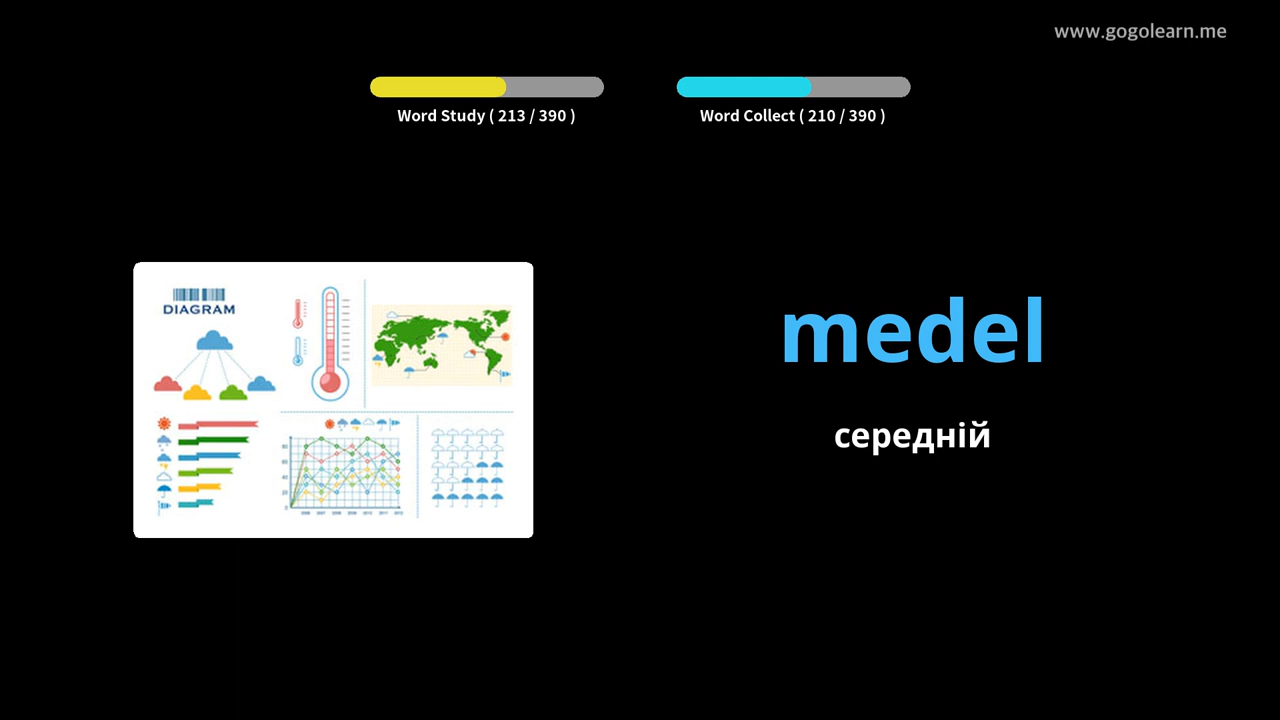 www.gogolearn.me
Word Study ( 213 / 390 )
Word Collect ( 210 / 390 )
DIAGRAM
medel
середній